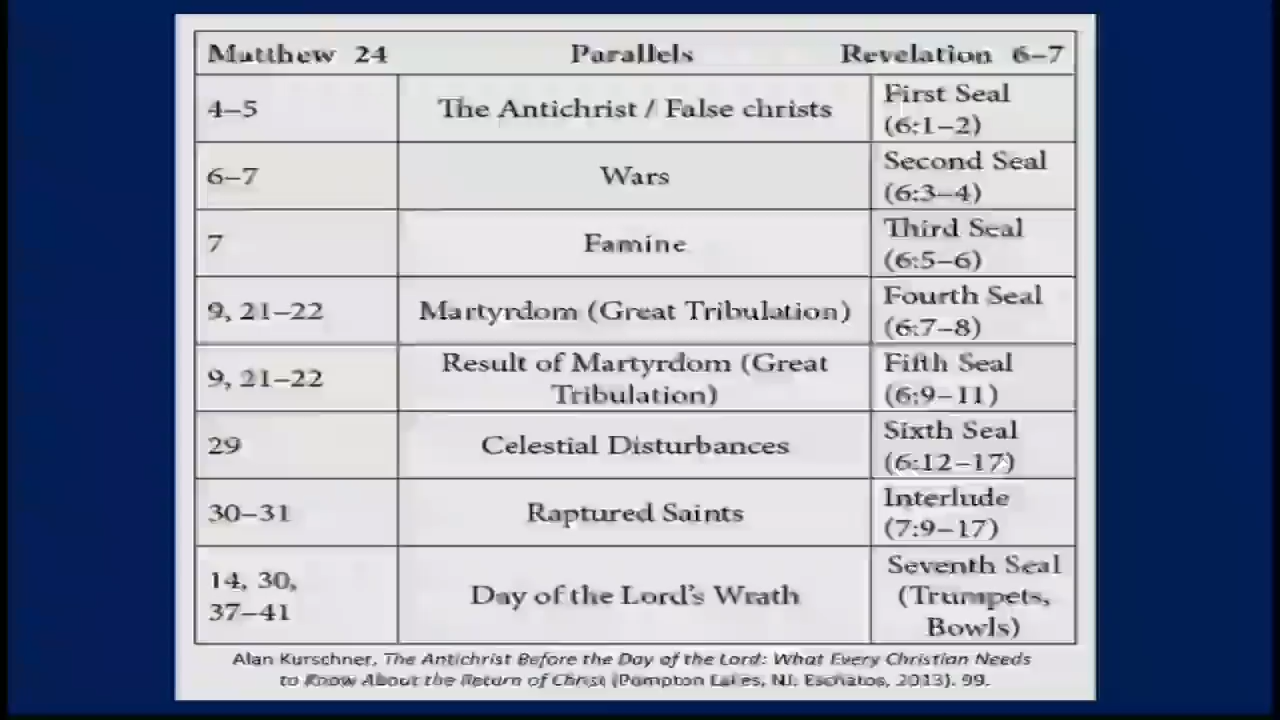 Matthew 24 Parallels Revelation 6–7
4–5 The Antichrist / False christs First Seal
(6:1–2)
6–7 Wars Second Seal
(6:3–4)
7 Famine Third Seal
(6:5–6)
9, 21–22 Martyrdom (Great Tribulation) Fourth Seal
(6:7–8)
9, 21–22 Result of Martyrdom (Great
Tribulation) Fifth Seal
(6:9–11)
29 Celestial Disturbances Sixth Seal
(6:12–17)
30–31 Raptured Saints Interlude
(7:9–17)
14, 30,
37–41 Day of the Lord's Wrath Seventh Seal
(Trumpets,
Bowls)
Alan Kurschner, The Antichrist Before the Day of the Lord: What Every Christian Needs
to Know About the Return of Christ (Pompton Lakes, NJ: Eschatos, 2013), 99.